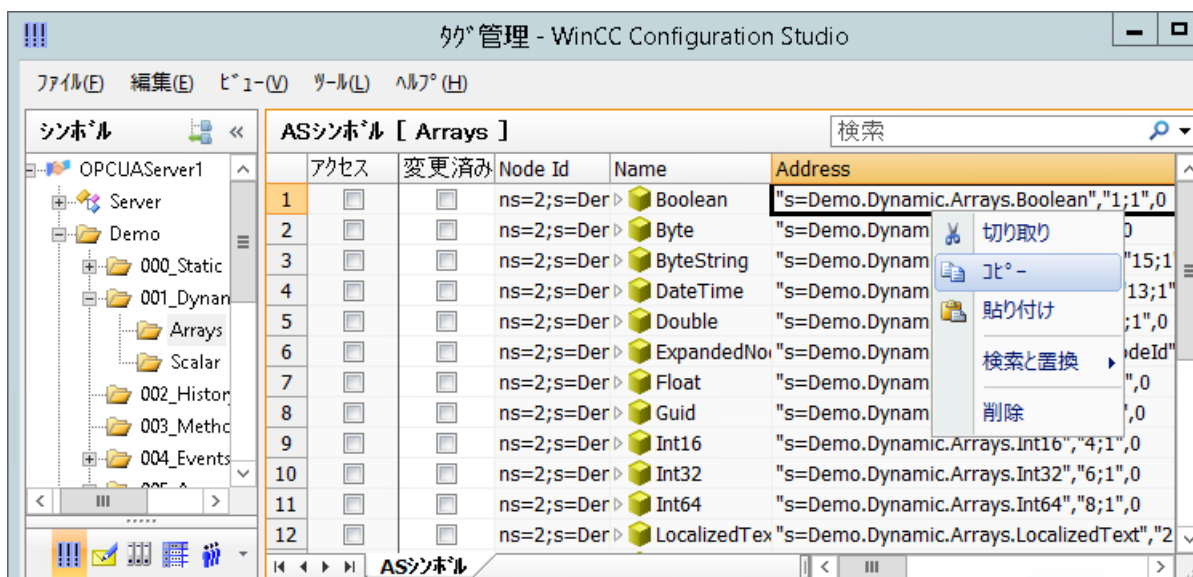 タグ管理 - WinCC Configuration Studio
ファイル(F) 編集(E) ビュー(V) ツール(L) ヘルプ(H)
シンボル «
ASシンボル [ Arrays ] 検索
OPCUAServer1
Server
Demo
000_Static
001_Dynan
Arrays
Scalar
002_Histor
003_Methc
004_Events
アクセス 変更済み Node Id Name Address
1 ns=2;s=Der Boolean "s=Demo.Dynamic.Arrays.Boolean","1;1",0
2 ns=2;s=Der Byte "s=Demo.Dynam 0
3 ns=2;s=Der ByteString "s=Demo.Dynam "15;1
4 ns=2;s=Der DateTime "s=Demo.Dynam "13;1"
5 ns=2;s=Der Double "s=Demo.Dynam ;1",0
6 ns=2;s=Der ExpandedNo "s=Demo.Dynam odeId"
7 ns=2;s=Der Float "s=Demo.Dynam ",0
8 ns=2;s=Der Guid "s=Demo.Dynam ",0
9 ns=2;s=Der Int16 "s=Demo.Dynamic.Arrays.Int16","4;1",0
10 ns=2;s=Der Int32 "s=Demo.Dynamic.Arrays.Int32","6;1",0
11 ns=2;s=Der Int64 "s=Demo.Dynamic.Arrays.Int64","8;1",0
12 ns=2;s=Der LocalizedTex "s=Demo.Dynamic.Arrays.LocalizedText","2
切り取り
コピー
貼り付け
検索と置換
削除
ASシンボル